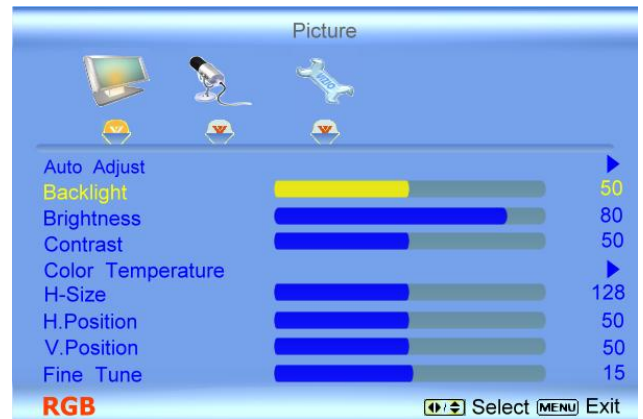 Picture
VIZIO
Auto Adjust
Backlight 50
Brightness 80
Contrast 50
Color Temperature
H-Size 128
H.Position 50
V.Position 50
Fine Tune 15
RGB Select MENU Exit